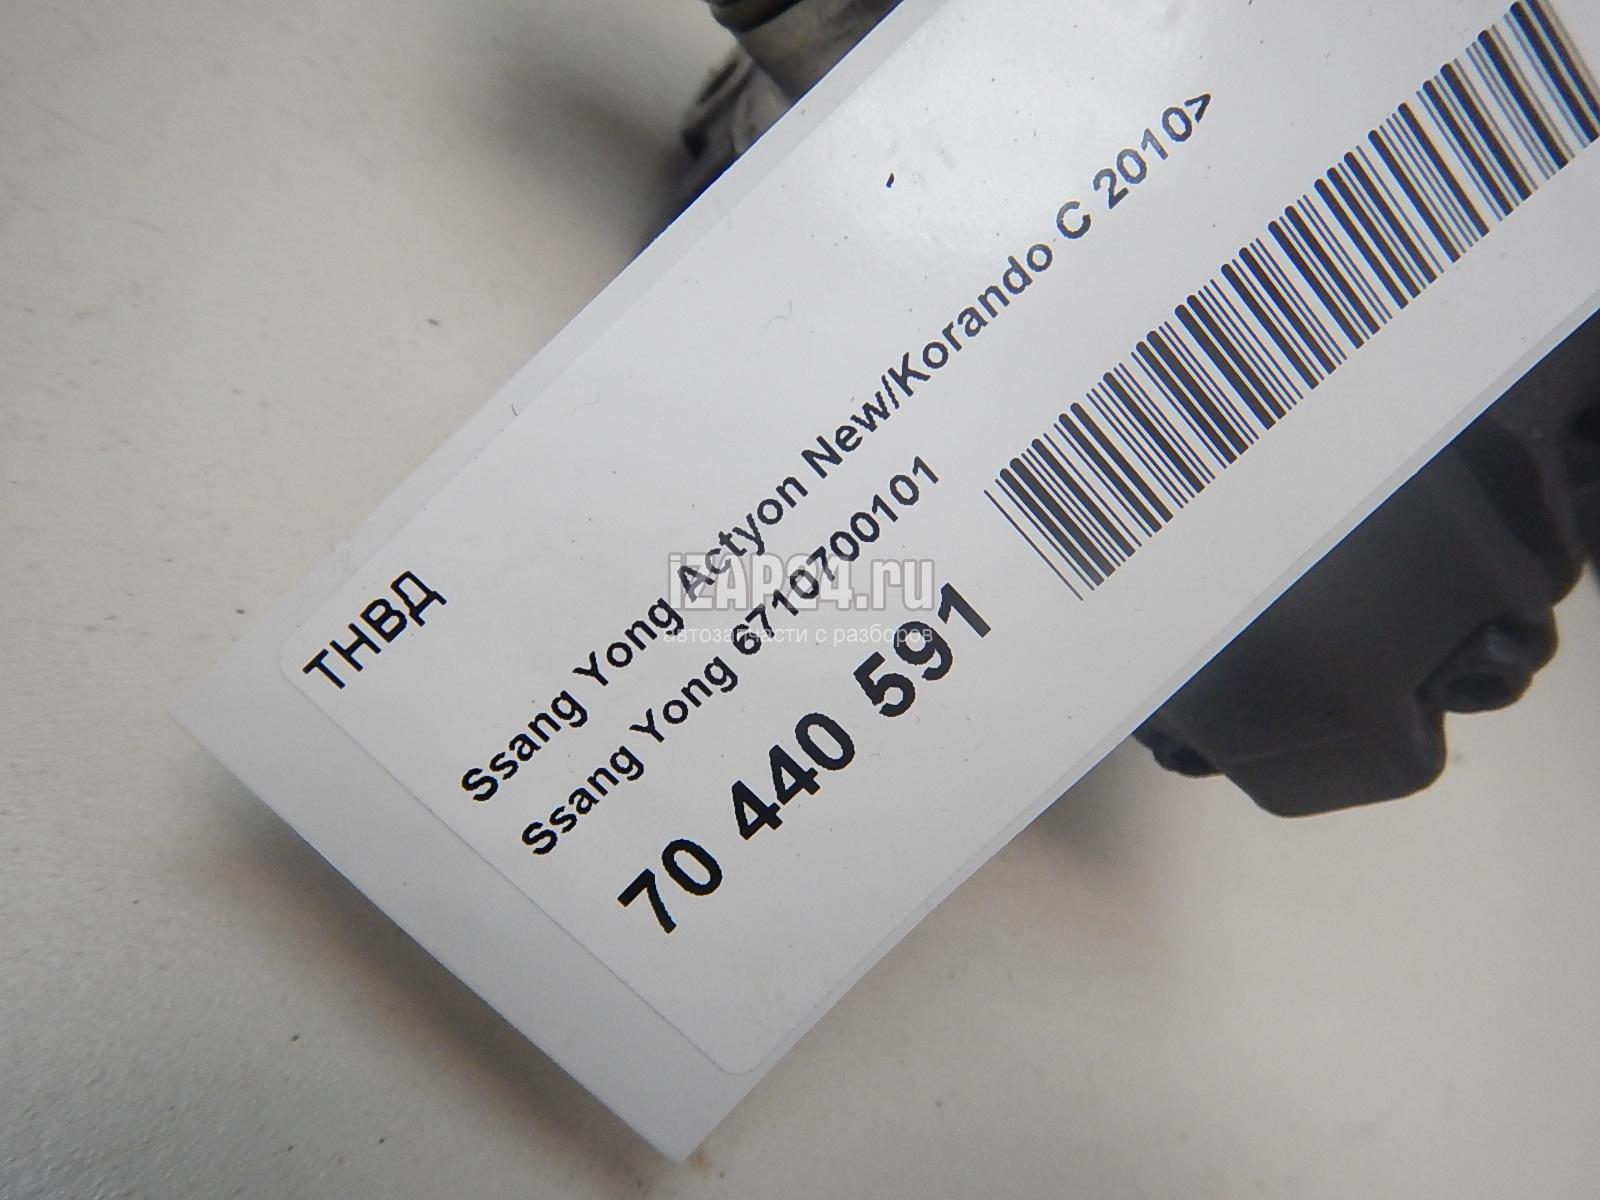 ТНВД
Ssang Yong Actyon New/Korando C 2010>
Ssang Yong 6710700101
70 440 591
iZAP24.ru
автозапчасти с разборов